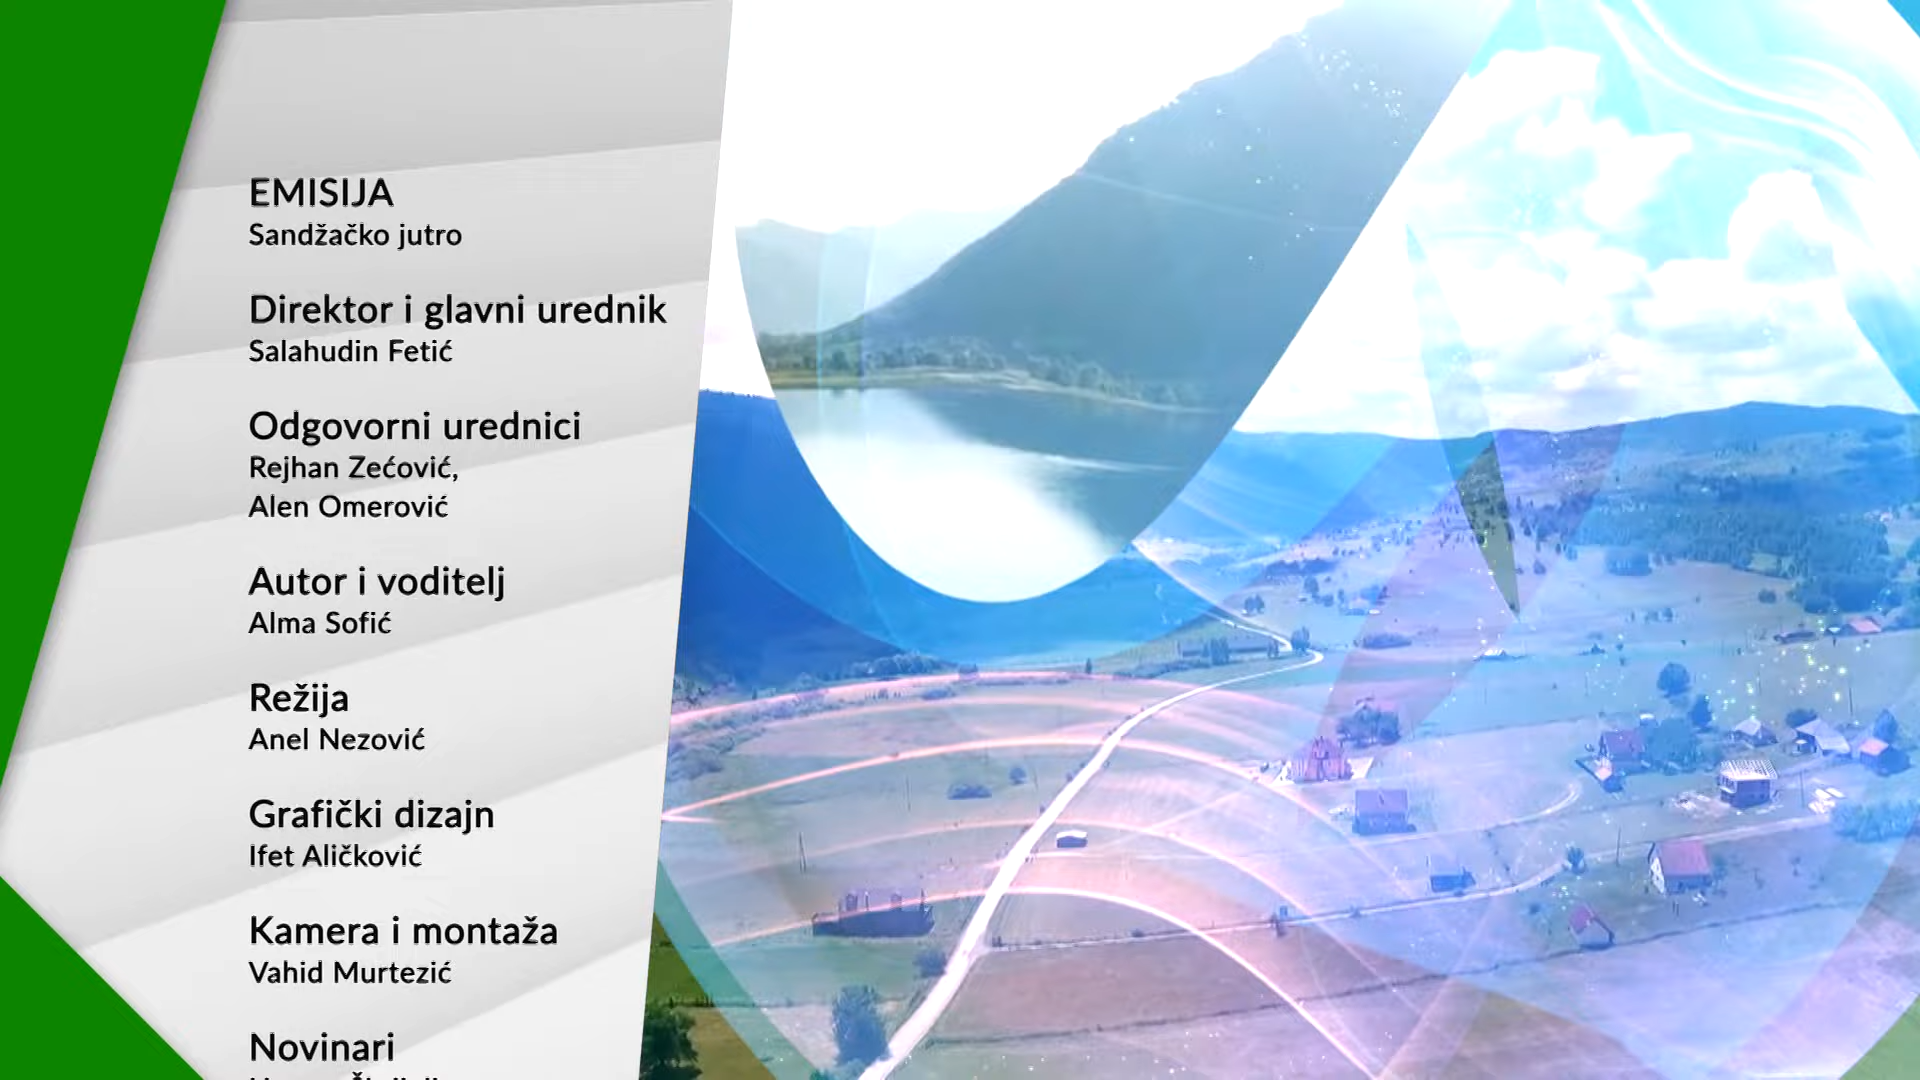 EMISIJA
Sandžačko jutro
Direktor i glavni urednik
Salahudin Fetić
Odgovorni urednici
Rejhan Zećović,
Alen Omerović
Autor i voditelj
Alma Sofić
Režija
Anel Nezović
Grafički dizajn
Ifet Aličković
Kamera i montaža
Vahid Murtezić
Novinari